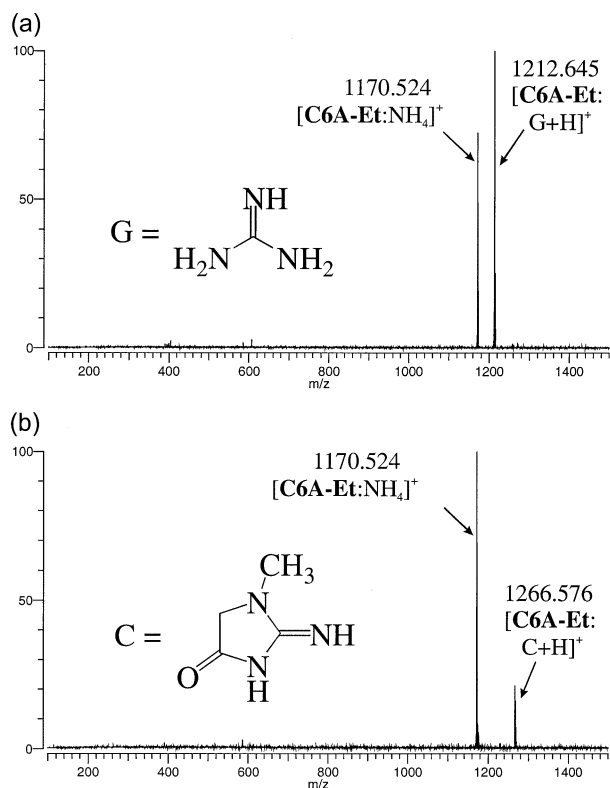 (a)
100
1170.524
[C6A-Et:NH₄]⁺
1212.645
[C6A-Et:
G+H]⁺
50
G =
NH
H₂N
NH₂
0
200 400 600 800 1000 1200 1400
m/z
(b)
100
1170.524
[C6A-Et:NH₄]⁺
1266.576
[C6A-Et:
C+H]⁺
50
C =
CH₃
N
NH
O
N
H
0
200 400 600 800 1000 1200 1400
m/z